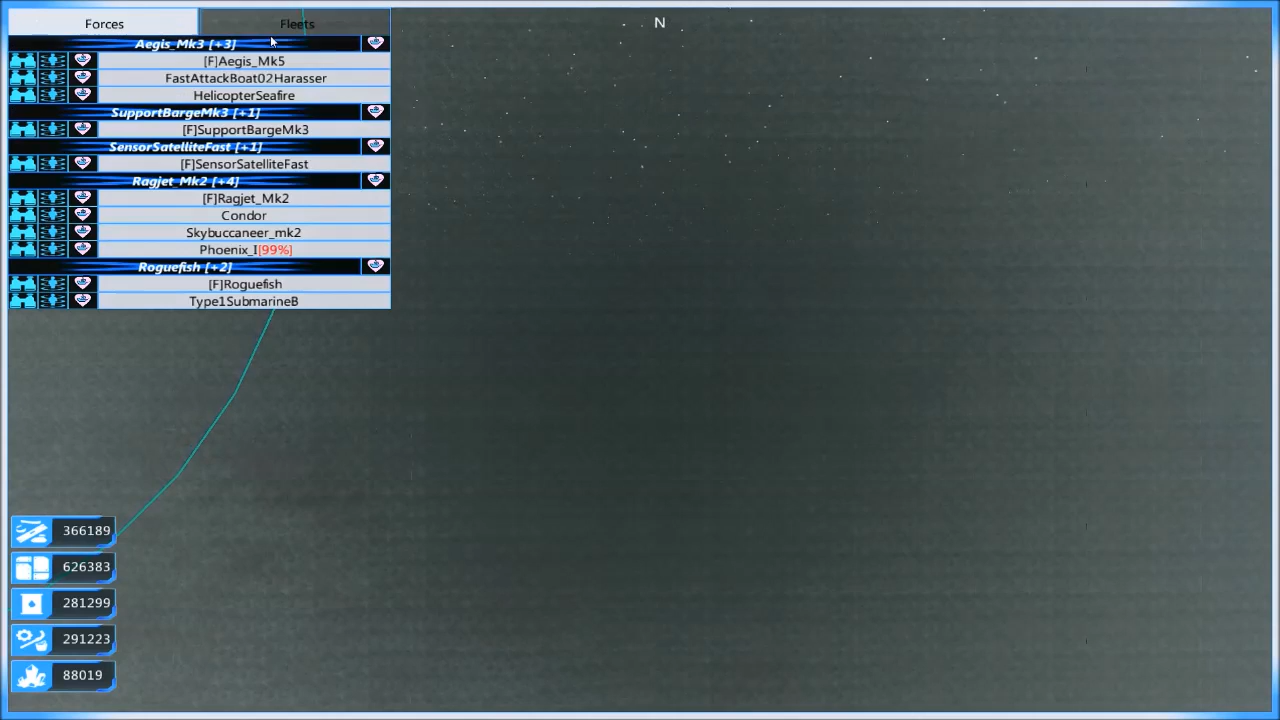 Forces
Fleets
N
Aegis_Mk3 [+3]
[F]Aegis_Mk5
FastAttackBoat02Harasser
HelicopterSeafire
SupportBargeMk3 [+1]
[F]SupportBargeMk3
SensorSatelliteFast [+1]
[F]SensorSatelliteFast
Ragjet_Mk2 [+4]
[F]Ragjet_Mk2
Condor
Skybuccaneer_mk2
Phoenix_I[99%]
Roguefish [+2]
[F]Roguefish
Type1SubmarineB
366189
626383
281299
291223
88019